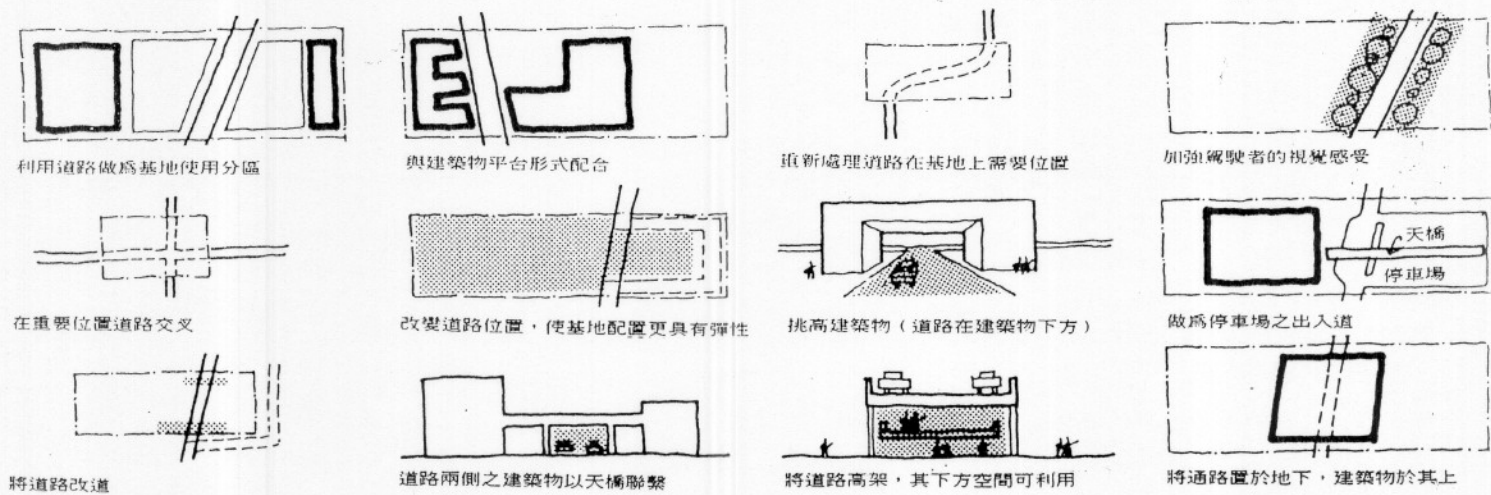 利用道路做爲基地使用分區
與建築物平台形式配合
重新處理道路在基地上需要位置
加強駕駛者的視覺感受
在重要位置道路交叉
改變道路位置，使基地配置更具有彈性
挑高建築物（道路在建築物下方）
天橋
停車場
做爲停車場之出入道
將道路改道
道路兩側之建築物以天橋聯繫
將道路高架，其下方空間可利用
將通路置於地下，建築物於其上